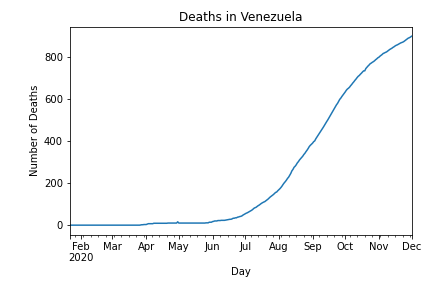 Deaths in Venezuela
Number of Deaths
800
600
400
200
0
Feb Mar Apr May Jun Jul Aug Sep Oct Nov Dec
2020
Day